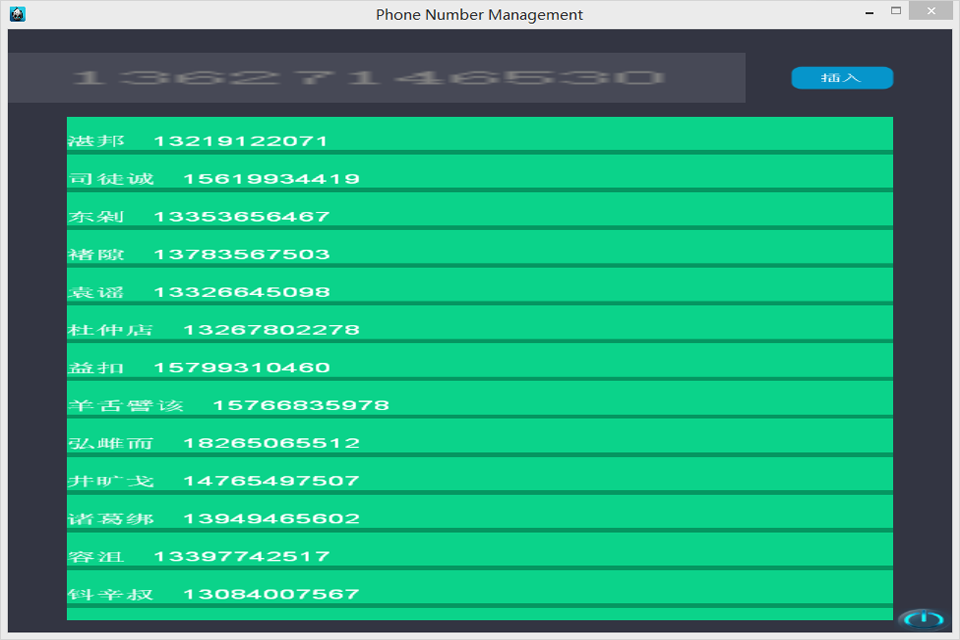 Phone Number Management
13627146530
插入
湛邦 13219122071
司徒诚 15619934419
东剁 13353656467
褚隙 13783567503
袁谣 13326645098
杜仲店 13267802278
益扣 15799310460
羊舌譬该 15766835978
弘雌而 18265065512
井旷戈 14765497507
诸葛绑 13949465602
容沮 13397742517
钭辛叔 13084007567